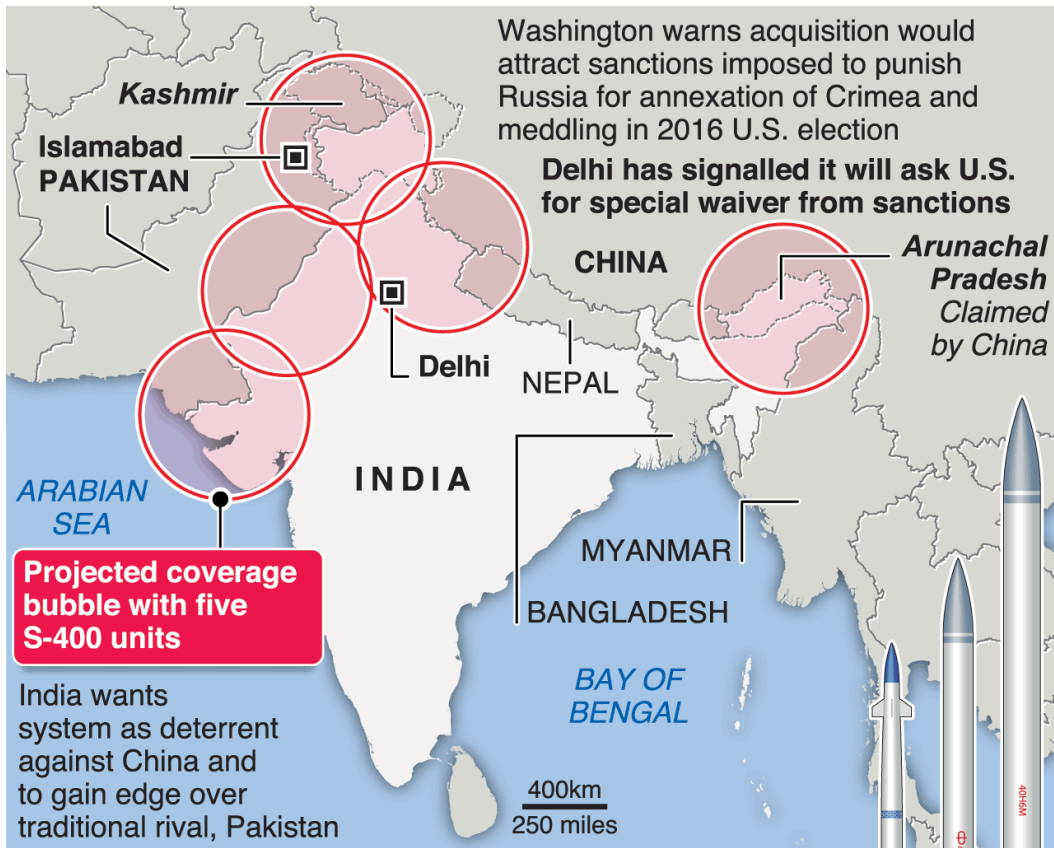 Washington warns acquisition would
attract sanctions imposed to punish
Russia for annexation of Crimea and
meddling in 2016 U.S. election
Delhi has signalled it will ask U.S.
for special waiver from sanctions
Kashmir
Islamabad
PAKISTAN
CHINA
Arunachal
Pradesh
Claimed
by China
Delhi
NEPAL
INDIA
ARABIAN
SEA
MYANMAR
BANGLADESH
Projected coverage
bubble with five
S-400 units
BAY OF
BENGAL
India wants
system as deterrent
against China and
to gain edge over
traditional rival, Pakistan
400km
250 miles
40H6M